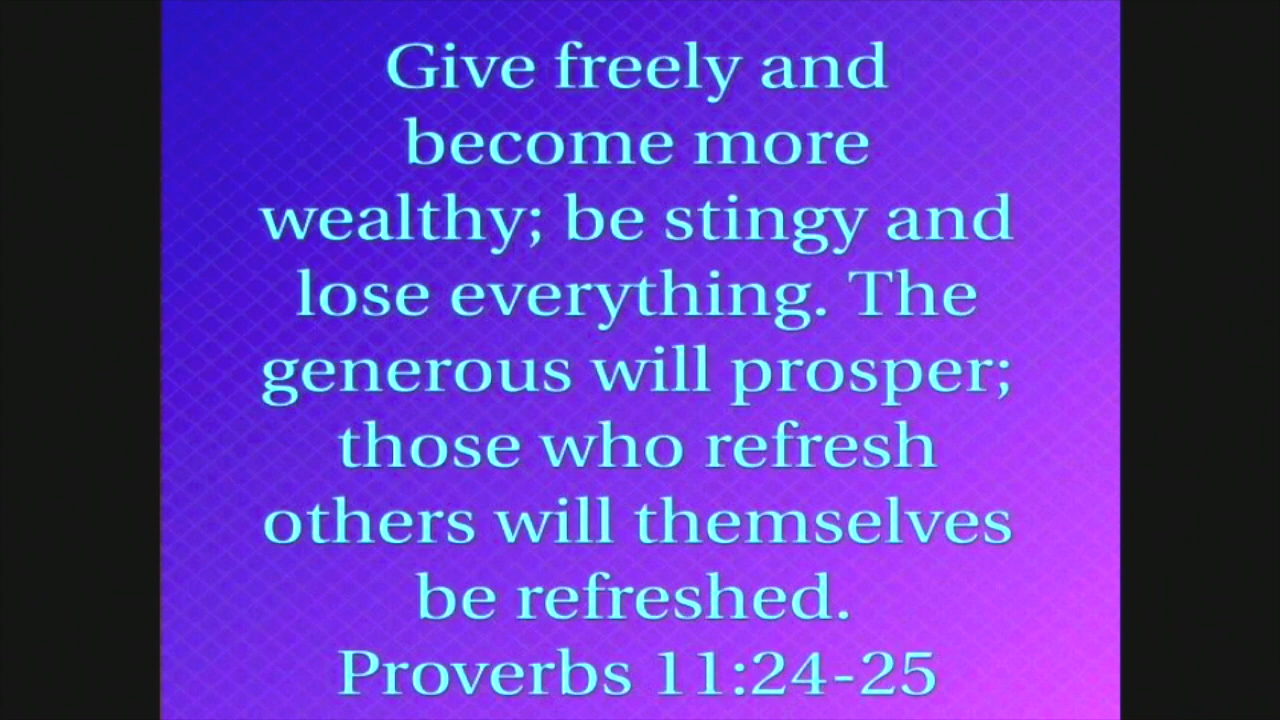 Give freely and
become more
wealthy; be stingy and
lose everything. The
generous will prosper;
those who refresh
others will themselves
be refreshed.
Proverbs 11:24-25